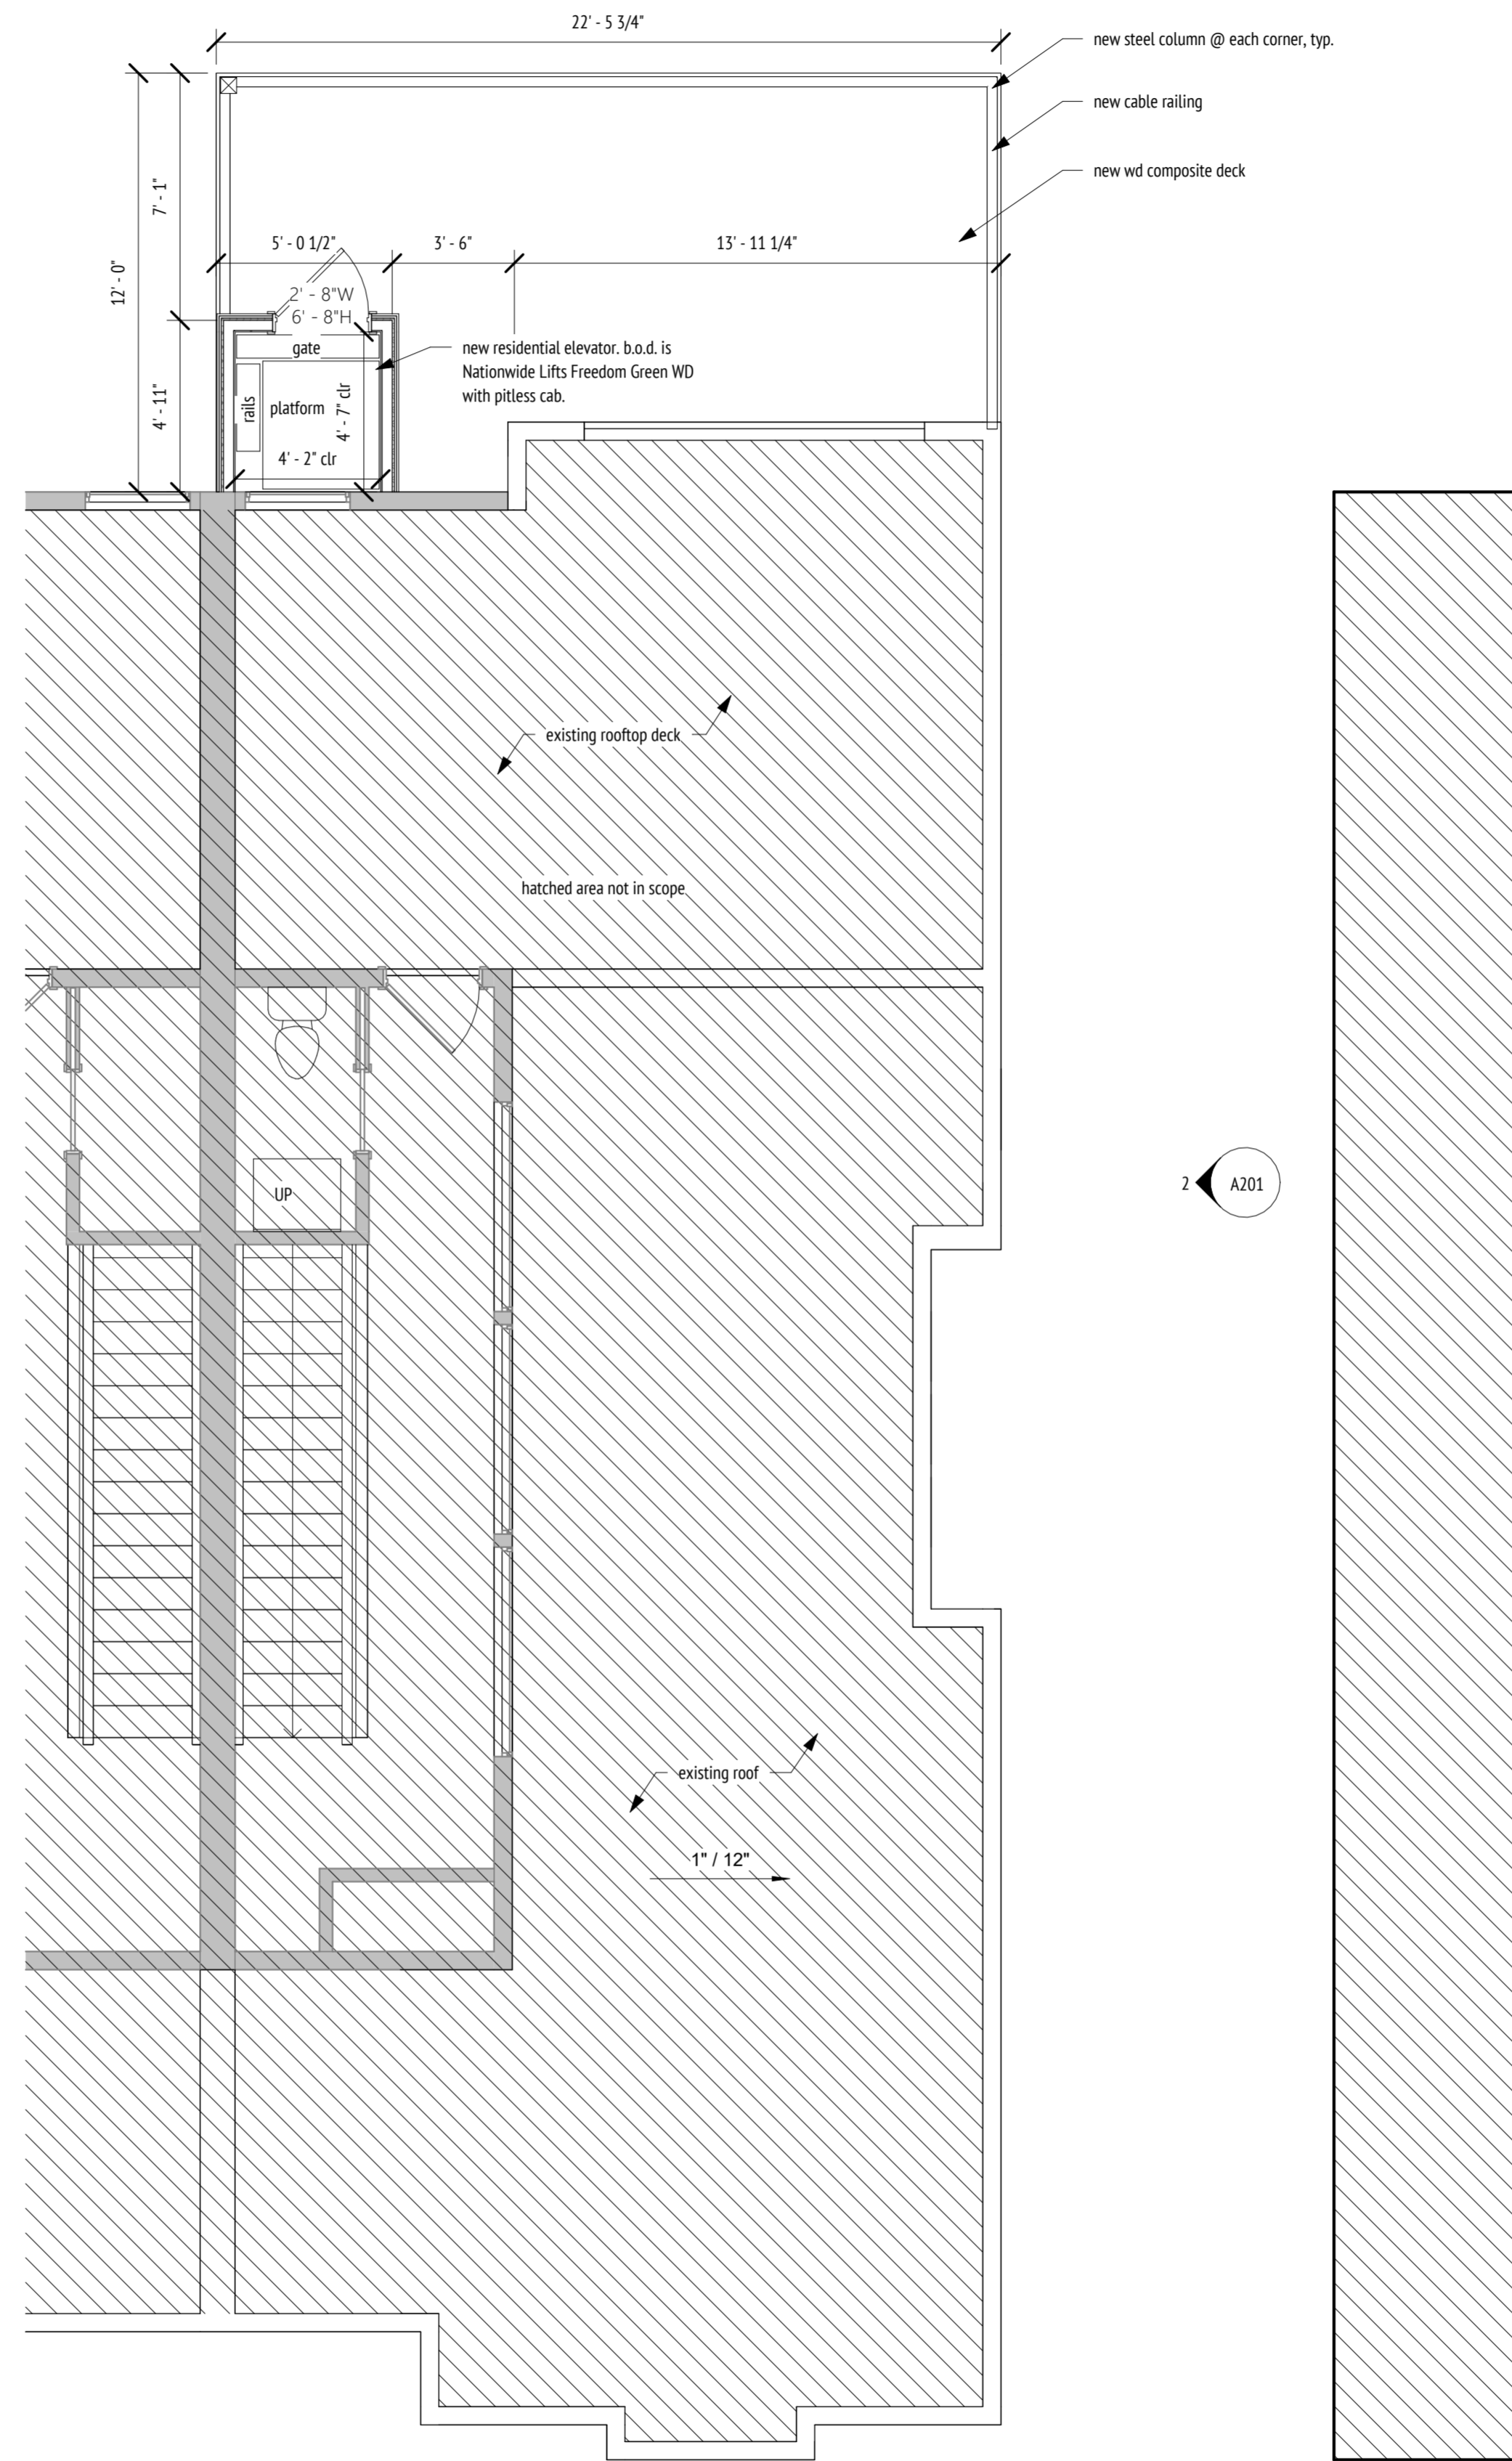 22' - 5 3/4"
new steel column @ each corner, typ.
new cable railing
new wd composite deck
12' - 0"
7' - 1"
4' - 11"
5' - 0 1/2"
3' - 6"
13' - 11 1/4"
2' - 8"W
6' - 8"H
gate
rails
platform
4' - 7" clr
4' - 2" clr
new residential elevator. b.o.d. is
Nationwide Lifts Freedom Green WD
with pitless cab.
existing rooftop deck
hatched area not in scope
UP
2
A201
existing roof
1" / 12"